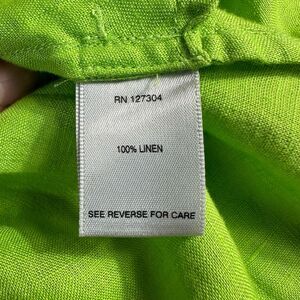 RN 127304
100% LINEN
SEE REVERSE FOR CARE